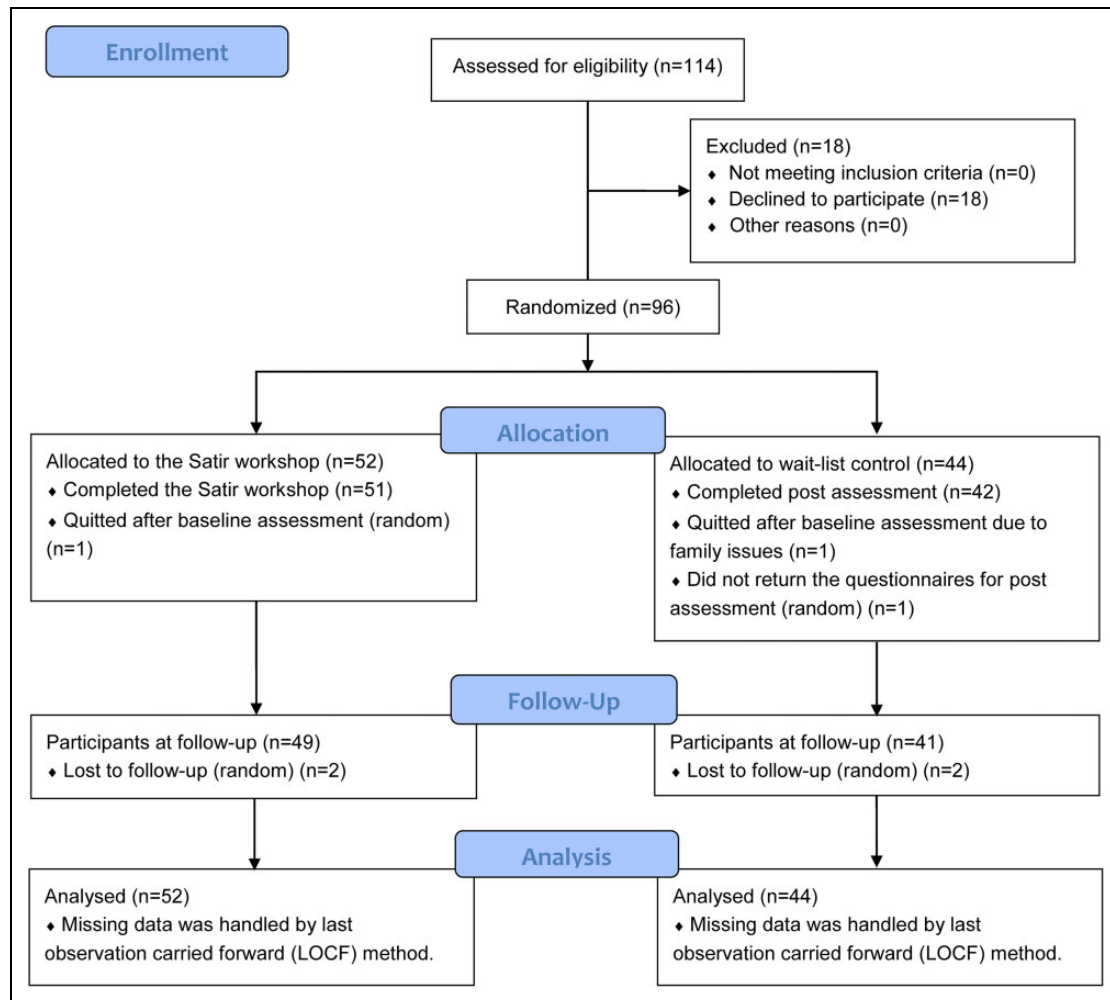 Enrollment
Assessed for eligibility (n=114)
Excluded (n=18)
♦ Not meeting inclusion criteria (n=0)
♦ Declined to participate (n=18)
♦ Other reasons (n=0)
Randomized (n=96)
Allocation
Allocated to the Satir workshop (n=52)
♦ Completed the Satir workshop (n=51)
♦ Quitted after baseline assessment (random)
(n=1)
Allocated to wait-list control (n=44)
♦ Completed post assessment (n=42)
♦ Quitted after baseline assessment due to
family issues (n=1)
♦ Did not return the questionnaires for post
assessment (random) (n=1)
Follow-Up
Participants at follow-up (n=49)
♦ Lost to follow-up (random) (n=2)
Participants at follow-up (n=41)
♦ Lost to follow-up (random) (n=2)
Analysis
Analysed (n=52)
♦ Missing data was handled by last
observation carried forward (LOCF) method.
Analysed (n=44)
♦ Missing data was handled by last
observation carried forward (LOCF) method.